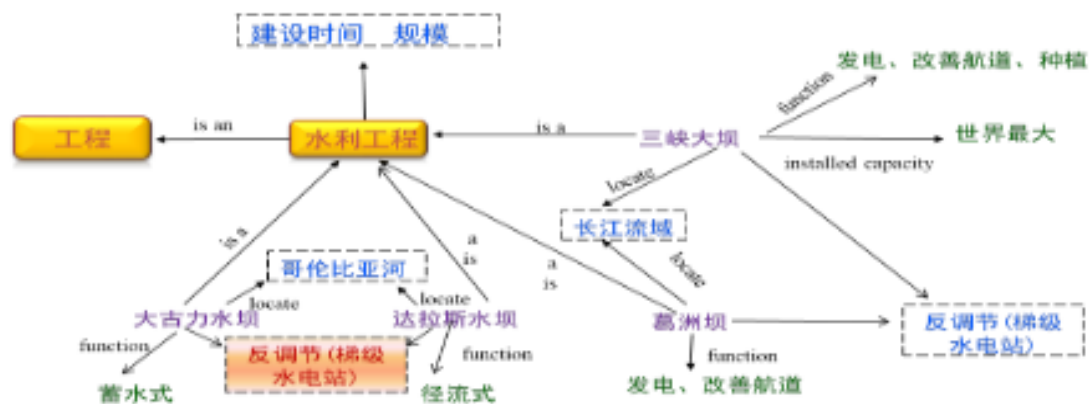 建设时间 规模
发电、改善航道、种植
function
工程
is an
水利工程
is a
三峡大坝
世界最大
installed capacity
locate
长江流域
is a
哥伦比亚河
a
is
a
is
locate
locate
locate
大古力水坝
达拉斯水坝
葛洲坝
反调节(梯级
水电站)
function
反调节(梯级
水电站)
function
function
蓄水式
径流式
发电、改善航道